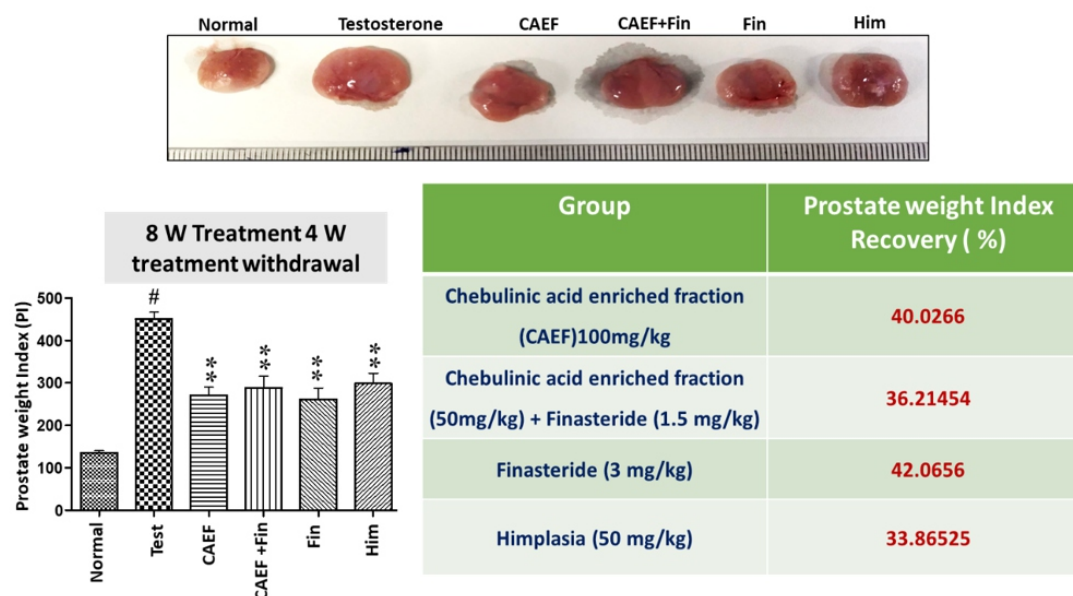 Normal Testosterone CAEF CAEF+Fin Fin Him
8 W Treatment 4 W
treatment withdrawal
Prostate weight Index (PI)
500
400
300
200
100
0
#
**
**
**
**
Normal
Test
CAEF
CAEF +Fin
Fin
Him
Group
Prostate weight Index
Recovery ( %)
Chebulinic acid enriched fraction
(CAEF)100mg/kg
40.0266
Chebulinic acid enriched fraction
(50mg/kg) + Finasteride (1.5 mg/kg)
36.21454
Finasteride (3 mg/kg)
42.0656
Himplasia (50 mg/kg)
33.86525